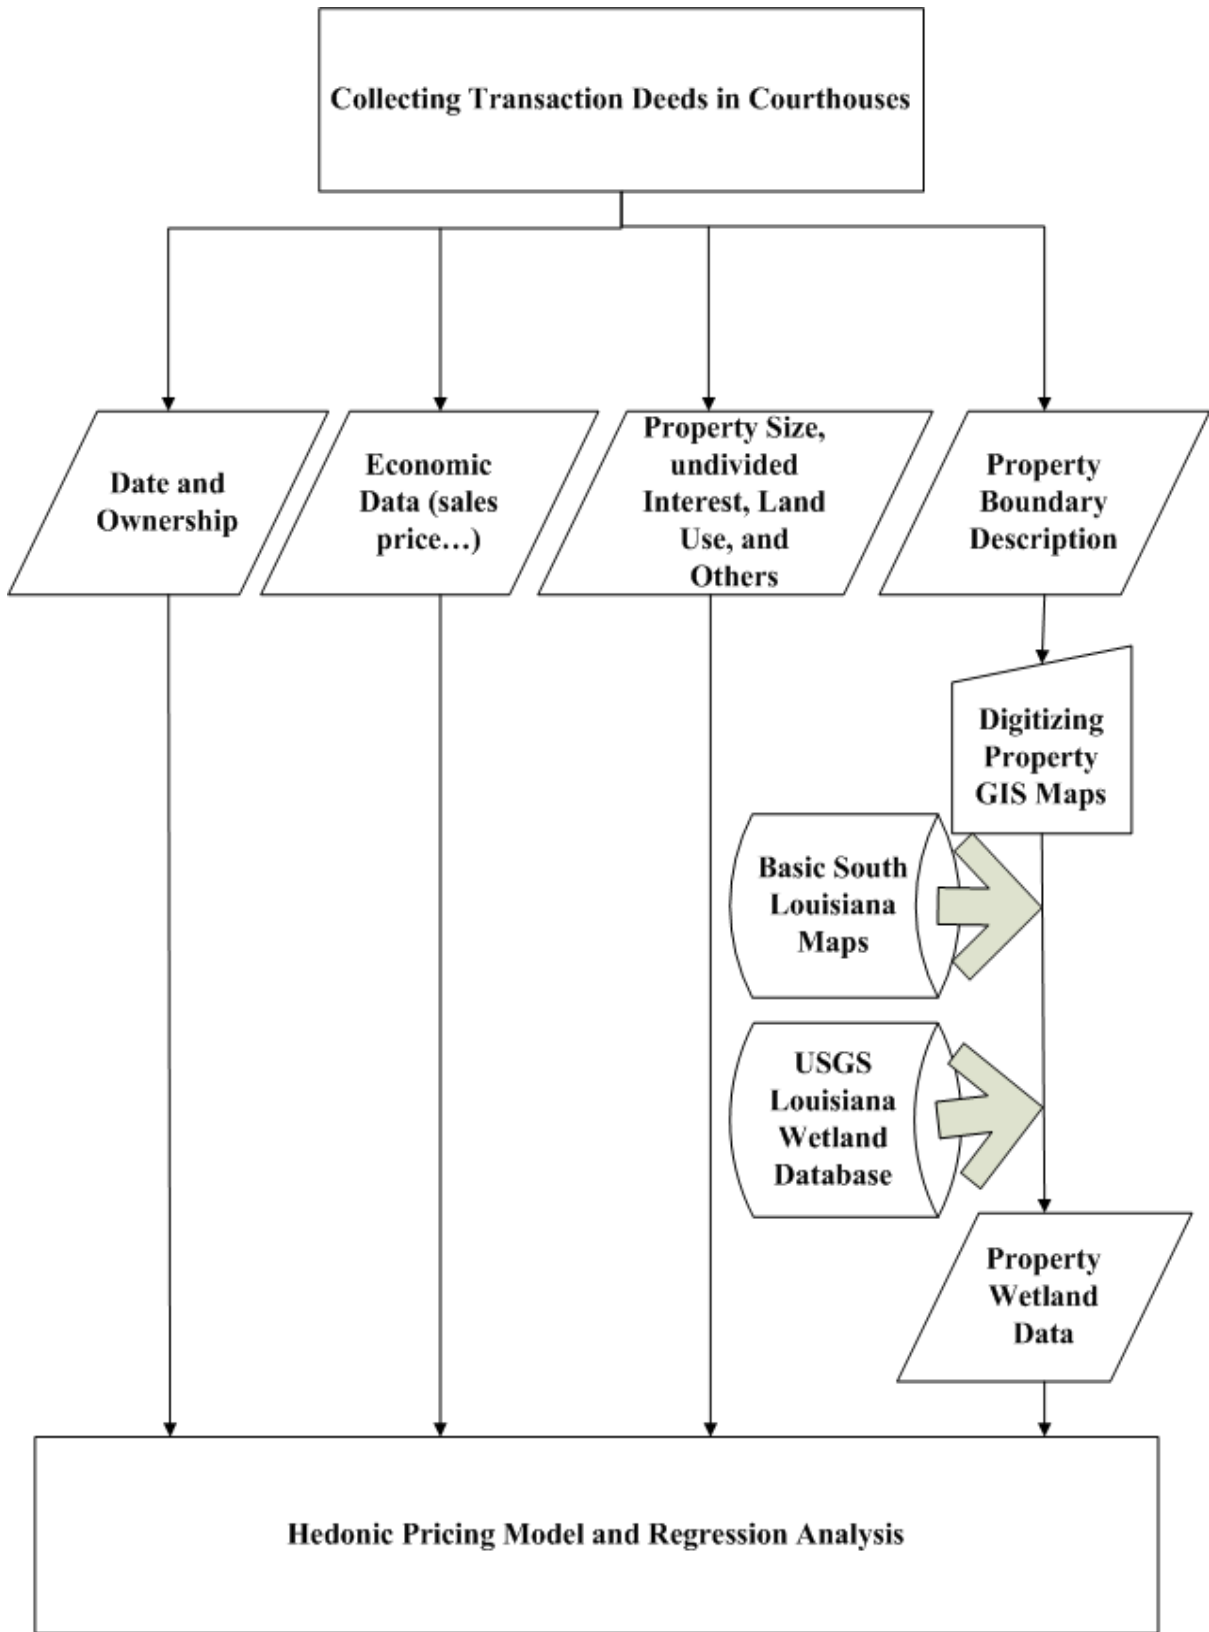 Collecting Transaction Deeds in Courthouses
Date and
Ownership
Economic
Data (sales
price…)
Property Size,
undivided
Interest, Land
Use, and
Others
Property
Boundary
Description
Digitizing
Property
GIS Maps
Basic South
Louisiana
Maps
USGS
Louisiana
Wetland
Database
Property
Wetland
Data
Hedonic Pricing Model and Regression Analysis